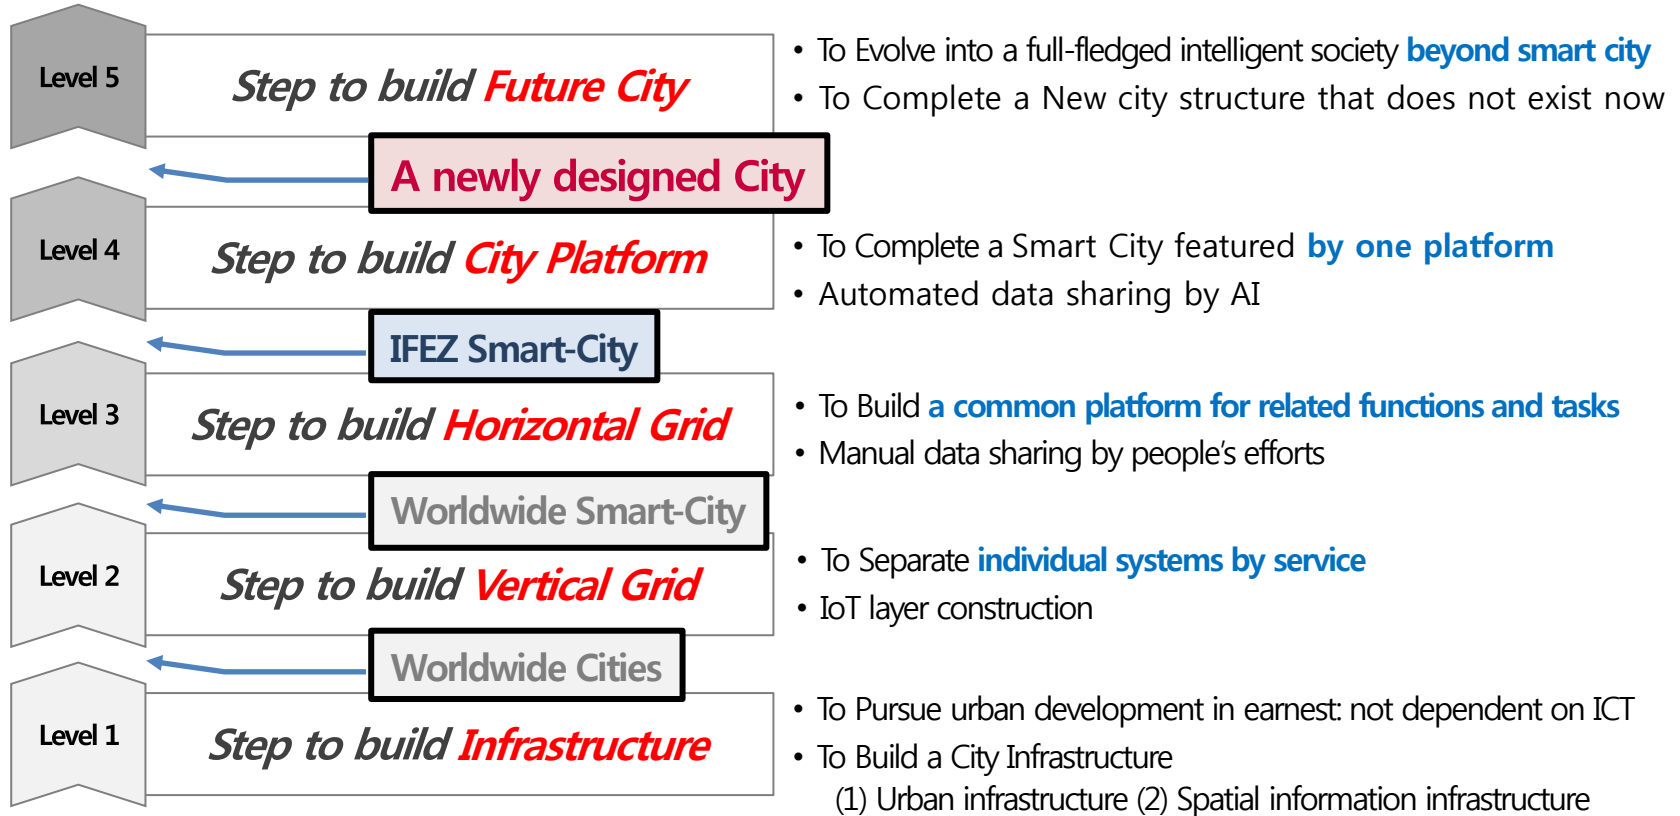 Level 5
Step to build Future City
• To Evolve into a full-fledged intelligent society beyond smart city
• To Complete a New city structure that does not exist now
A newly designed City
Level 4
Step to build City Platform
• To Complete a Smart City featured by one platform
• Automated data sharing by AI
IFEZ Smart-City
Level 3
Step to build Horizontal Grid
• To Build a common platform for related functions and tasks
• Manual data sharing by people's efforts
Worldwide Smart-City
Level 2
Step to build Vertical Grid
• To Separate individual systems by service
• IoT layer construction
Worldwide Cities
Level 1
Step to build Infrastructure
• To Pursue urban development in earnest: not dependent on ICT
• To Build a City Infrastructure
(1) Urban infrastructure (2) Spatial information infrastructure